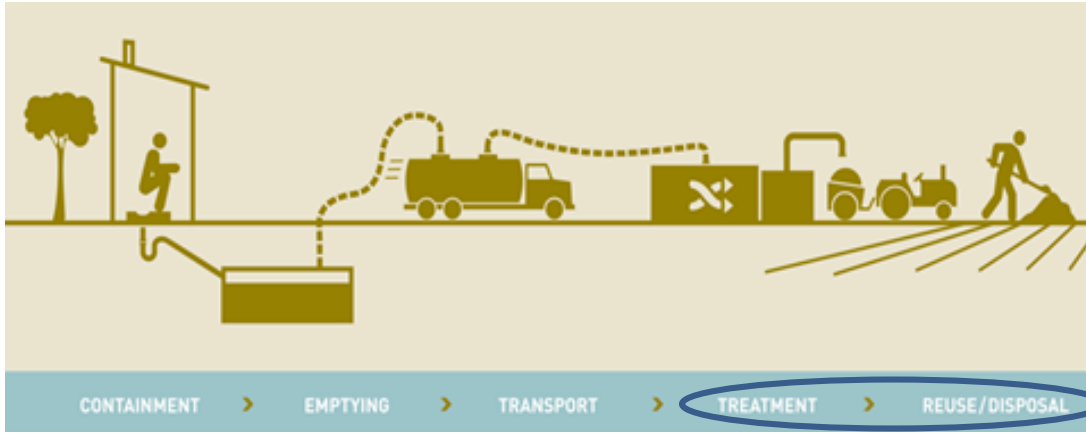 CONTAINMENT > EMPTYING > TRANSPORT > TREATMENT > REUSE/DISPOSAL